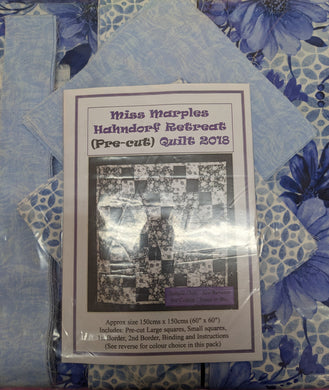 Miss Marples
Hahndorf Retreat
(Pre-cut) Quilt 2018
Approx size 150cms x 150cms (60" x 60")
Includes: Pre-cut Large squares, Small squares,
1st Border, 2nd Border, Binding and Instructions
(See reverse for colour choice in this pack)